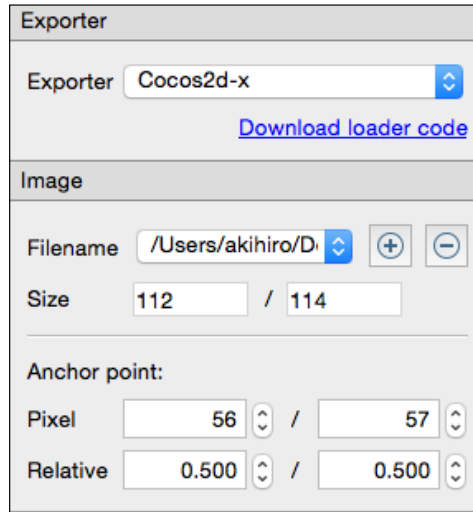 Exporter
Exporter Cocos2d-x
Download loader code
Image
Filename /Users/akihiro/D
Size 112 / 114
Anchor point:
Pixel 56 / 57
Relative 0.500 / 0.500